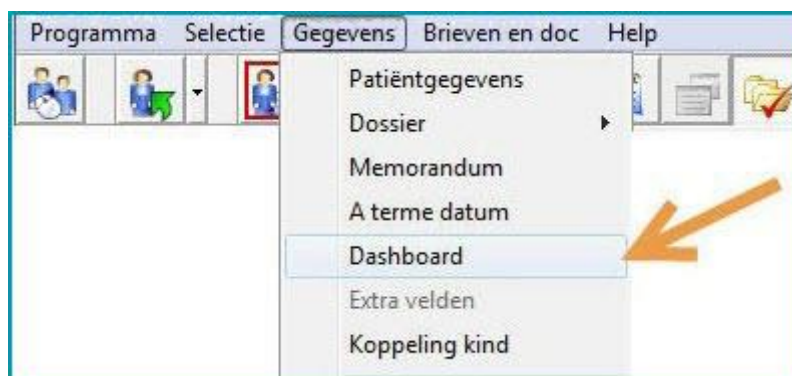 Programma Selectie Gegevens Brieven en doc Help
Patiëntgegevens
Dossier
Memorandum
A terme datum
Dashboard
Extra velden
Koppeling kind